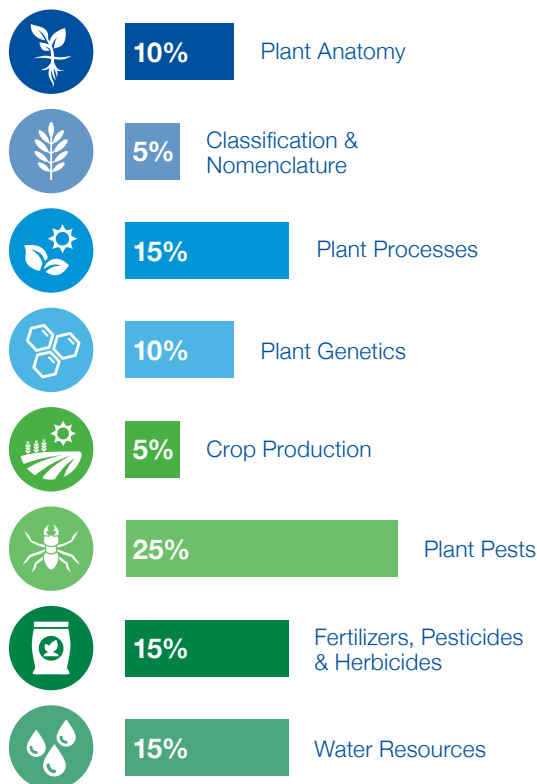 10% Plant Anatomy
5% Classification &
Nomenclature
15% Plant Processes
10% Plant Genetics
5% Crop Production
25% Plant Pests
15% Fertilizers, Pesticides
& Herbicides
15% Water Resources